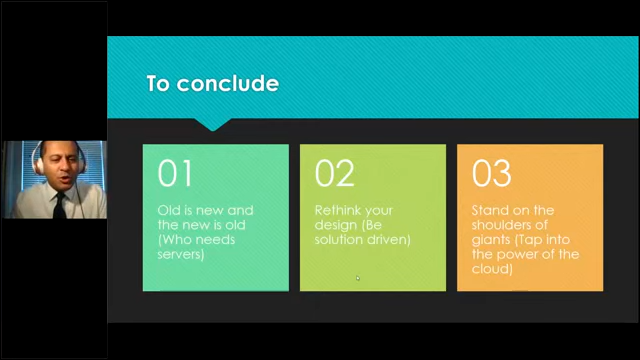 To conclude
01
Old is new and
the new is old
(Who needs
servers)
02
Rethink your
design (Be
solution driven)
03
Stand on the
shoulders of
giants (Tap into
the power of the
cloud)